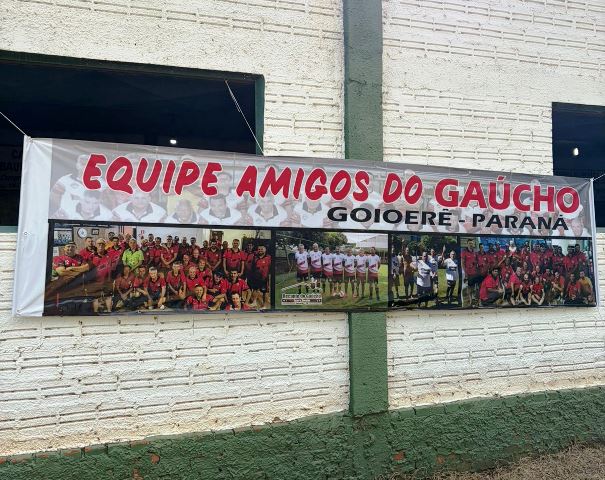 EQUIPE AMIGOS DO GAÚCHO
GOIOERÊ - PARANÁ